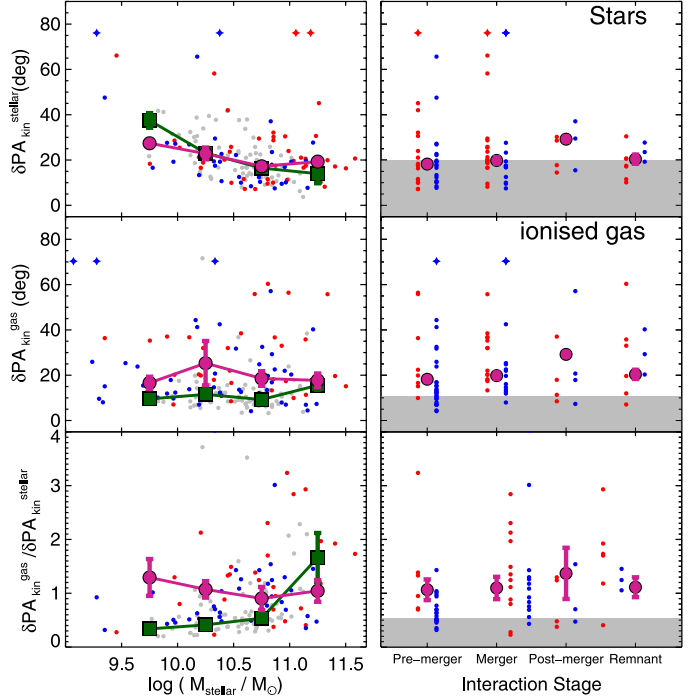 Stars
80
60
40
20
0
δPA_kin^stellar(deg)
ionised gas
80
60
40
20
0
δPA_kin^gas (deg)
4
3
2
1
0
δPA_kin^gas/δPA_kin^stellar
9.5 10.0 10.5 11.0 11.5
Pre-merger Merger Post-merger Remnant
log ( M_stellar / M_⊙)
Interaction Stage